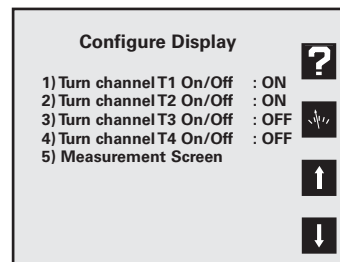 Configure Display
?
1) Turn channel T1 On/Off : ON
2) Turn channel T2 On/Off : ON
3) Turn channel T3 On/Off : OFF
4) Turn channel T4 On/Off : OFF
5) Measurement Screen